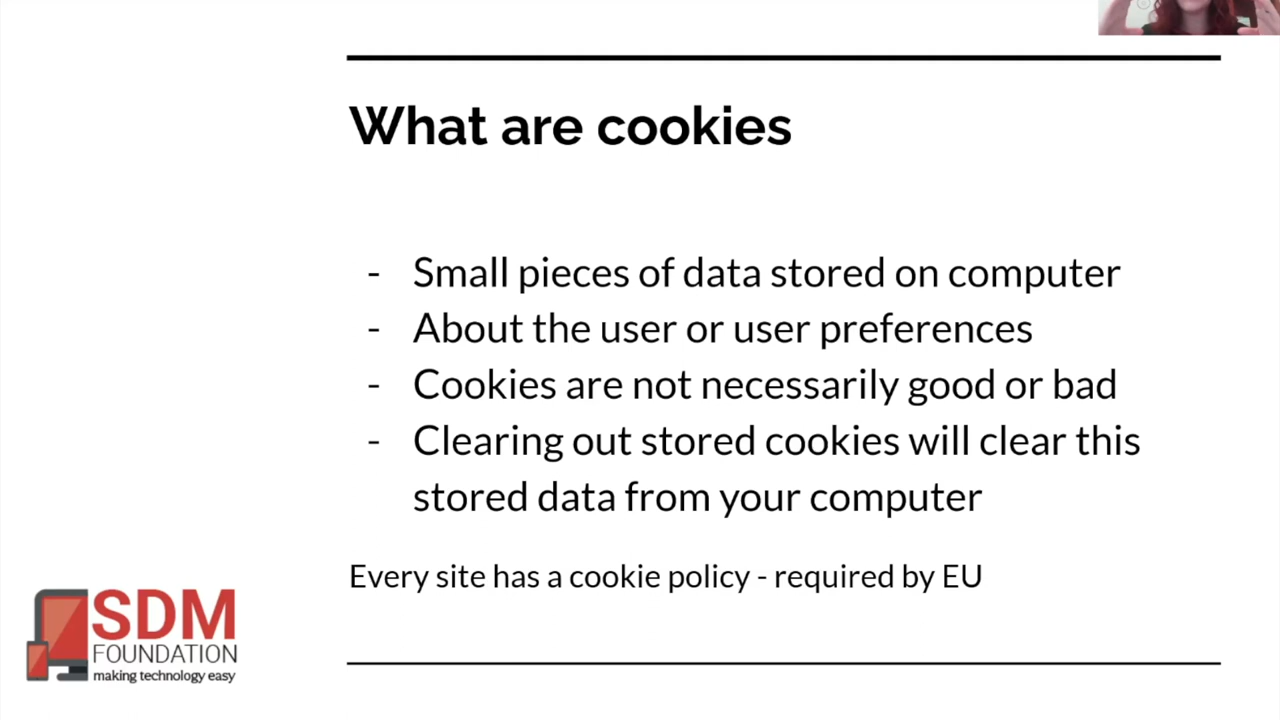 What are cookies
- Small pieces of data stored on computer
- About the user or user preferences
- Cookies are not necessarily good or bad
- Clearing out stored cookies will clear this
stored data from your computer
Every site has a cookie policy - required by EU
SDM
FOUNDATION
making technology easy